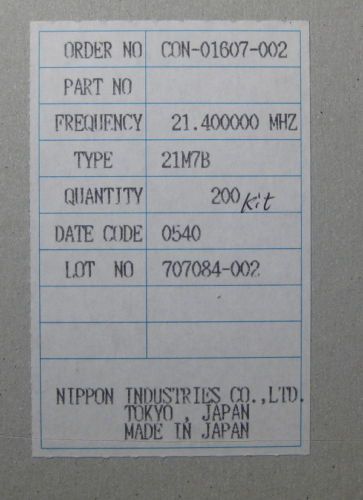 ORDER NO CON-01607-002
PART NO
FREQUENCY 21.400000 MHZ
TYPE 21M7B
QUANTITY 200 kit
DATE CODE 0540
LOT NO 707084-002
NIPPON INDUSTRIES CO.,LTD.
TOKYO , JAPAN
MADE IN JAPAN